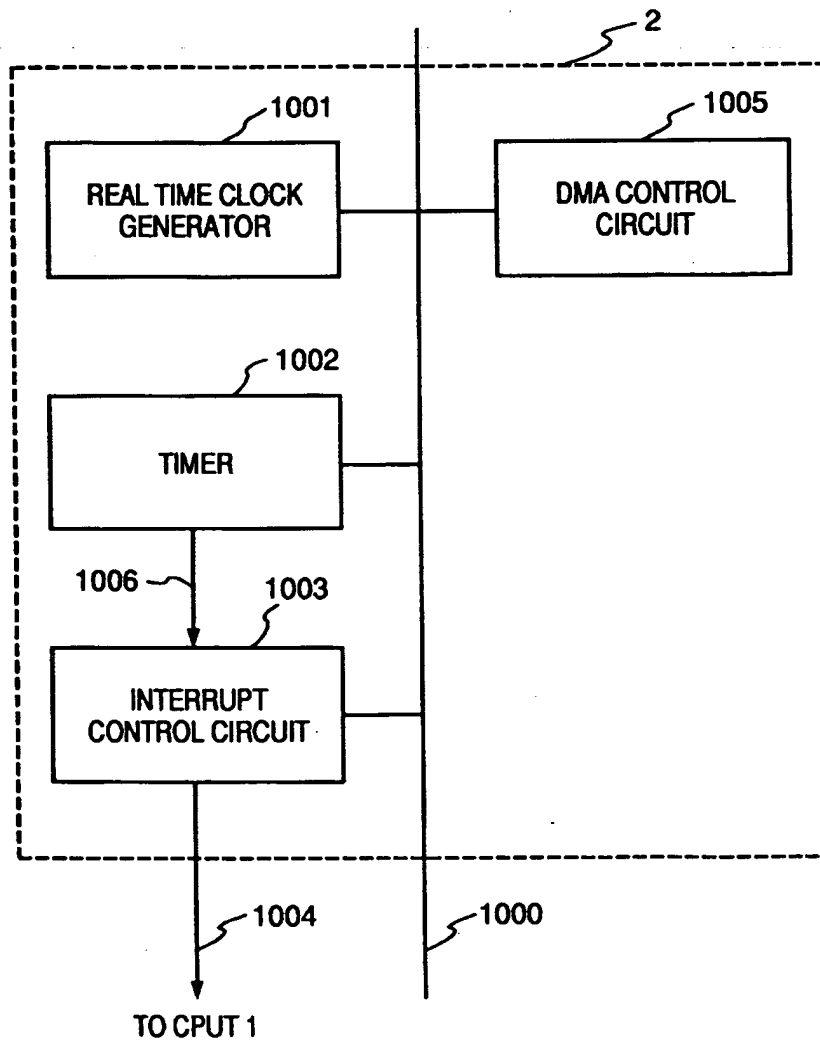 2
1001
1005
REAL TIME CLOCK
GENERATOR
DMA CONTROL
CIRCUIT
1002
TIMER
1006
1003
INTERRUPT
CONTROL CIRCUIT
1004
1000
TO CPUT 1